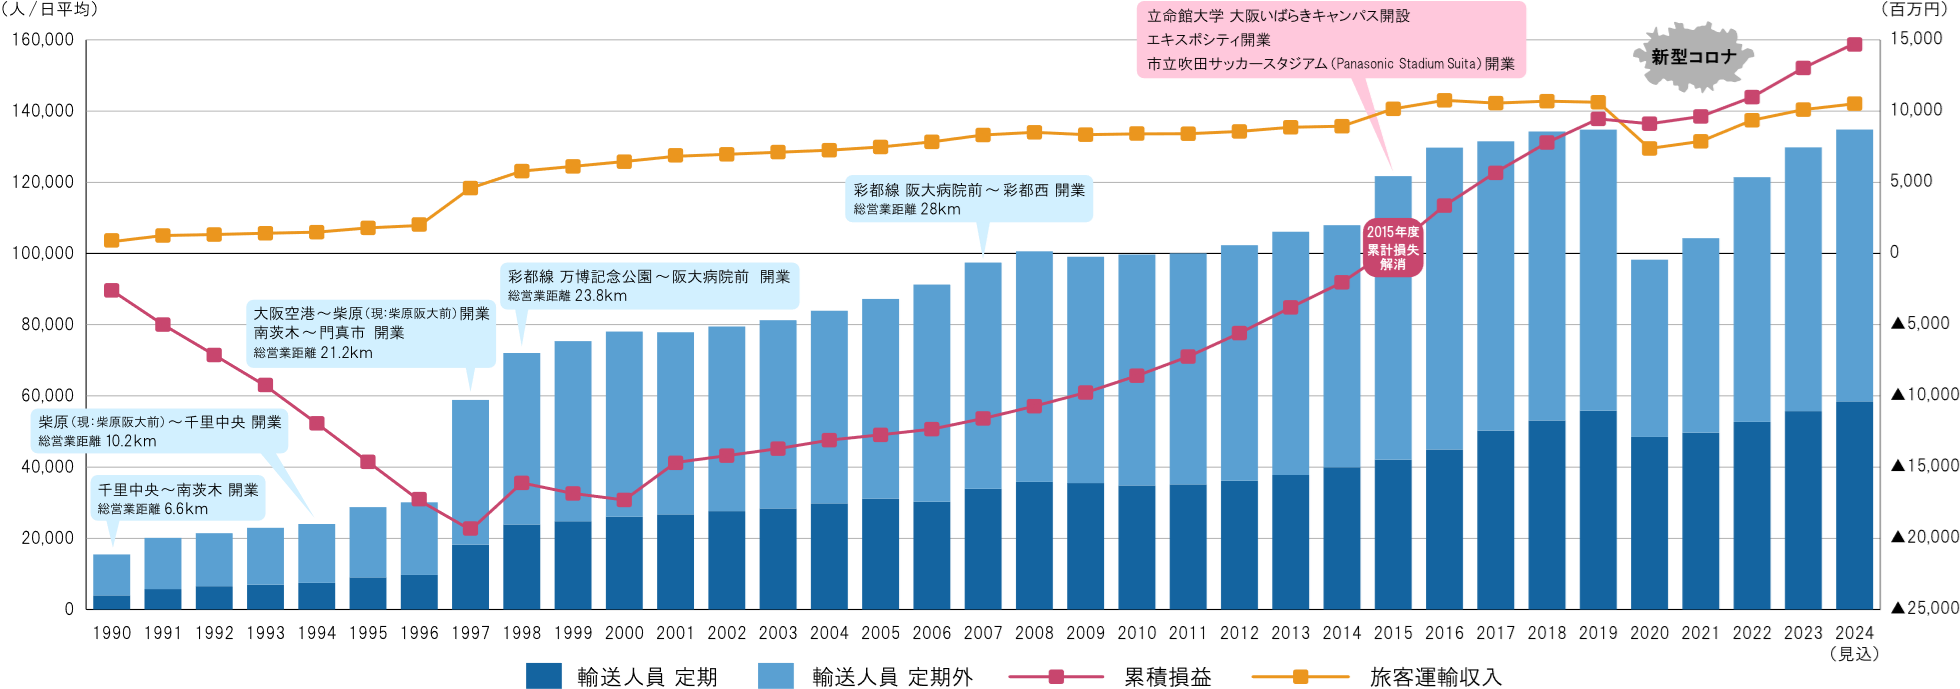 （人/日平均）
（百万円）
160,000
140,000
120,000
100,000
80,000
60,000
40,000
20,000
0
15,000
10,000
5,000
0
▲5,000
▲10,000
▲15,000
▲20,000
▲25,000
千里中央～南茨木 開業
総営業距離 6.6km
柴原（現：柴原阪大前）～千里中央 開業
総営業距離 10.2km
大阪空港～柴原（現：柴原阪大前）開業
南茨木～門真市 開業
総営業距離 21.2km
彩都線 万博記念公園～阪大病院前 開業
総営業距離 23.8km
彩都線 阪大病院前～彩都西 開業
総営業距離 28km
立命館大学 大阪いばらきキャンパス開設
エキスポシティ開業
市立吹田サッカースタジアム（Panasonic Stadium Suita）開業
2015年度
累計損失
解消
新型コロナ
1990 1991 1992 1993 1994 1995 1996 1997 1998 1999 2000 2001 2002 2003 2004 2005 2006 2007 2008 2009 2010 2011 2012 2013 2014 2015 2016 2017 2018 2019 2020 2021 2022 2023 2024
（見込）
輸送人員 定期
輸送人員 定期外
累積損益
旅客運輸収入